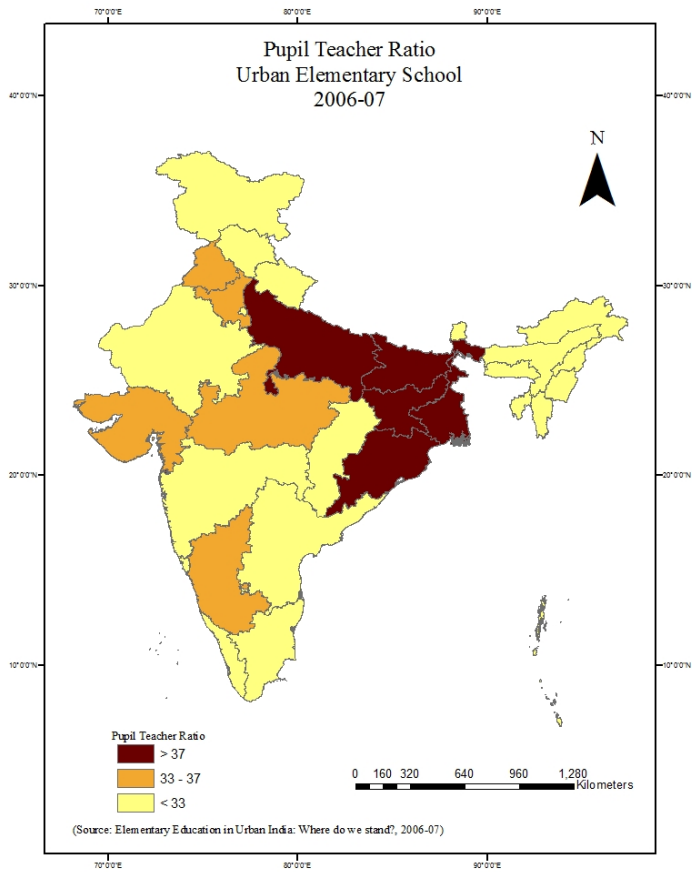 70°0'0"E 80°0'0"E 90°0'0"E
Pupil Teacher Ratio
Urban Elementary School
2006-07
40°0'0"N 40°0'0"N
N
30°0'0"N 30°0'0"N
20°0'0"N 20°0'0"N
10°0'0"N 10°0'0"N
Pupil Teacher Ratio
> 37
33 - 37
< 33
0 160 320 640 960 1,280
Kilometers
(Source: Elementary Education in Urban India: Where do we stand?, 2006-07)
70°0'0"E 80°0'0"E 90°0'0"E